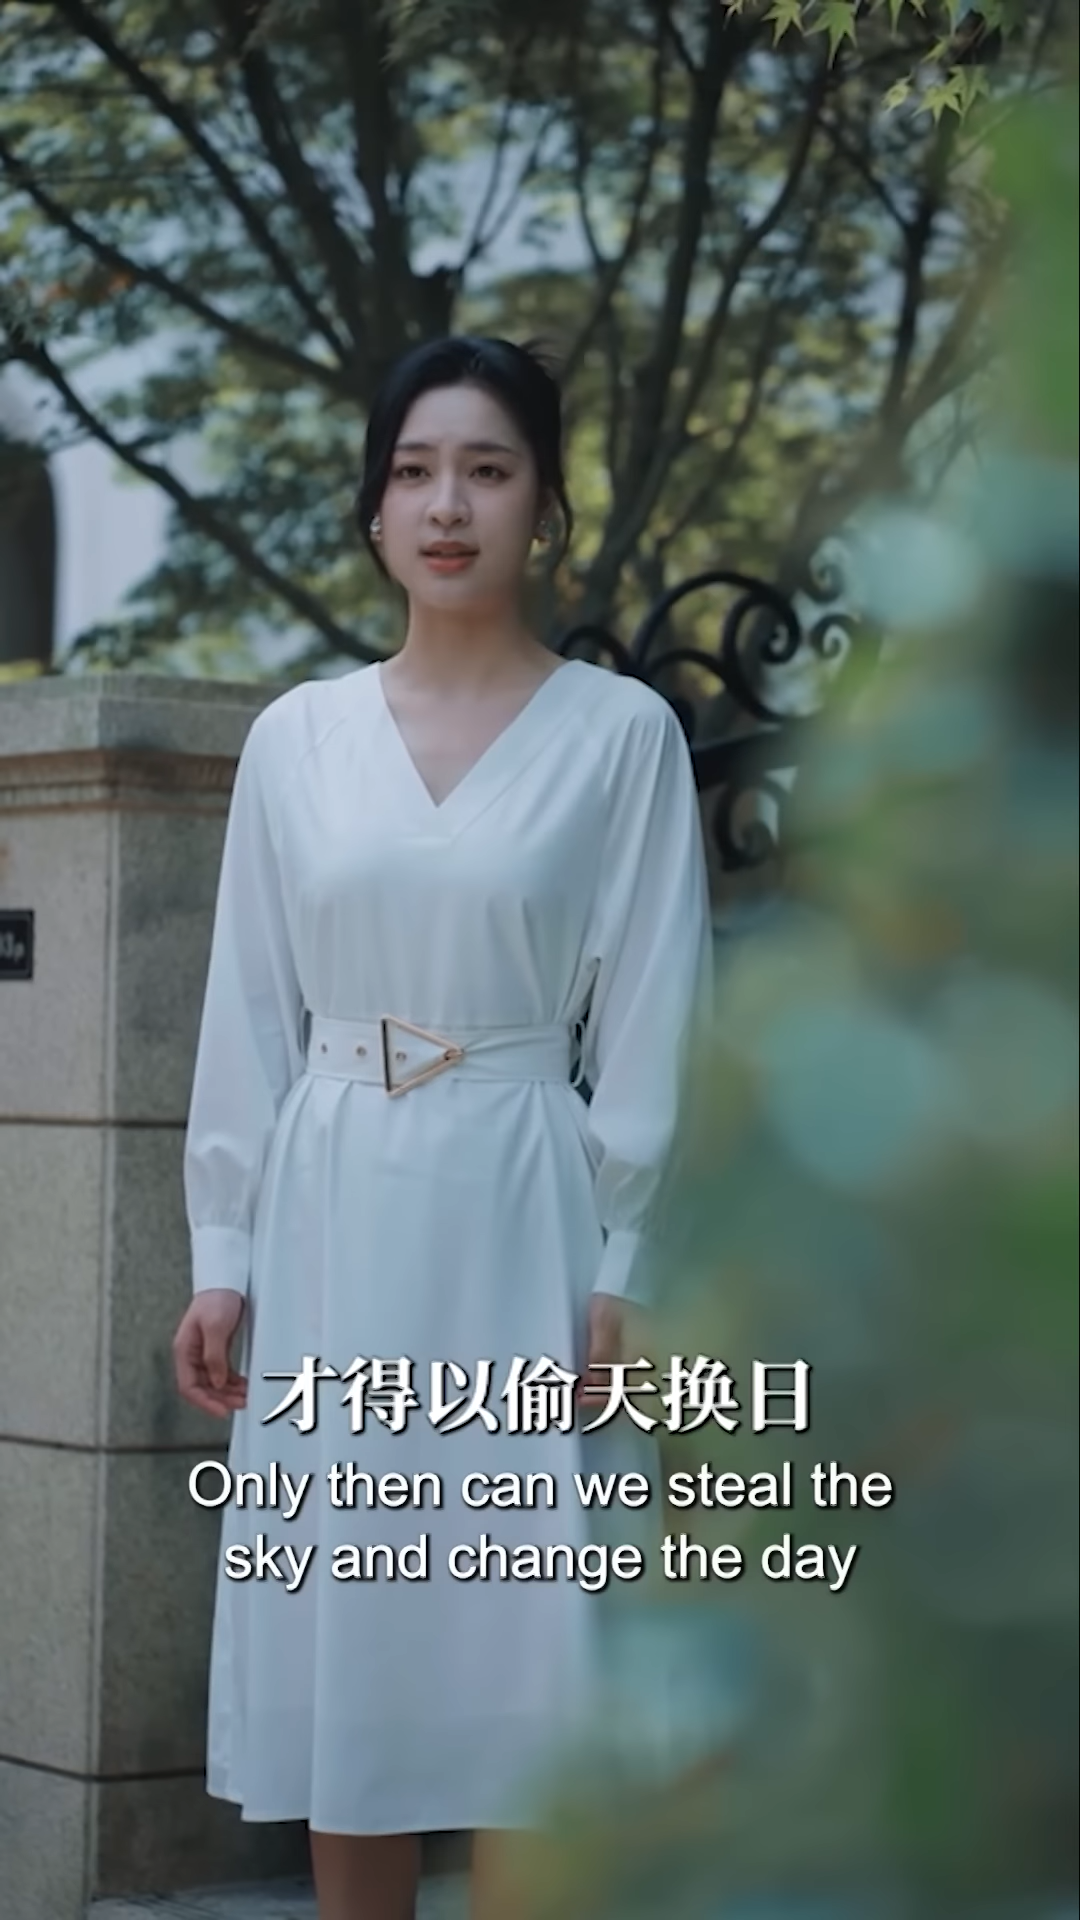 才得以偷天换日
Only then can we steal the
sky and change the day